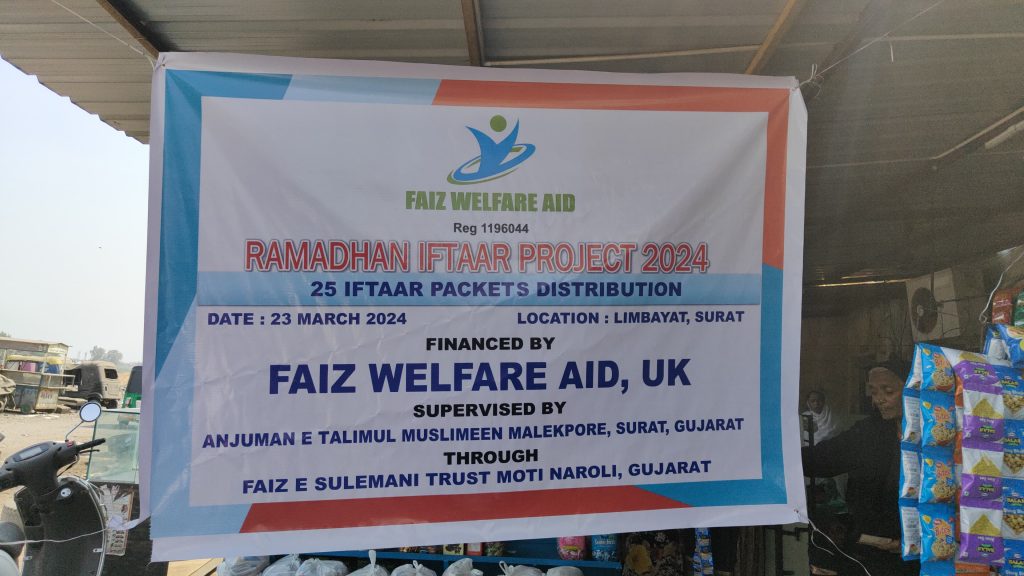 FAIZ WELFARE AID
Reg 1196044
RAMADHAN IFTAAR PROJECT 2024
25 IFTAAR PACKETS DISTRIBUTION
DATE : 23 MARCH 2024 LOCATION : LIMBAYAT, SURAT
FINANCED BY
FAIZ WELFARE AID, UK
SUPERVISED BY
ANJUMAN E TALIMUL MUSLIMEEN MALEKPORE, SURAT, GUJARAT
THROUGH
FAIZ E SULEMANI TRUST MOTI NAROLI, GUJARAT